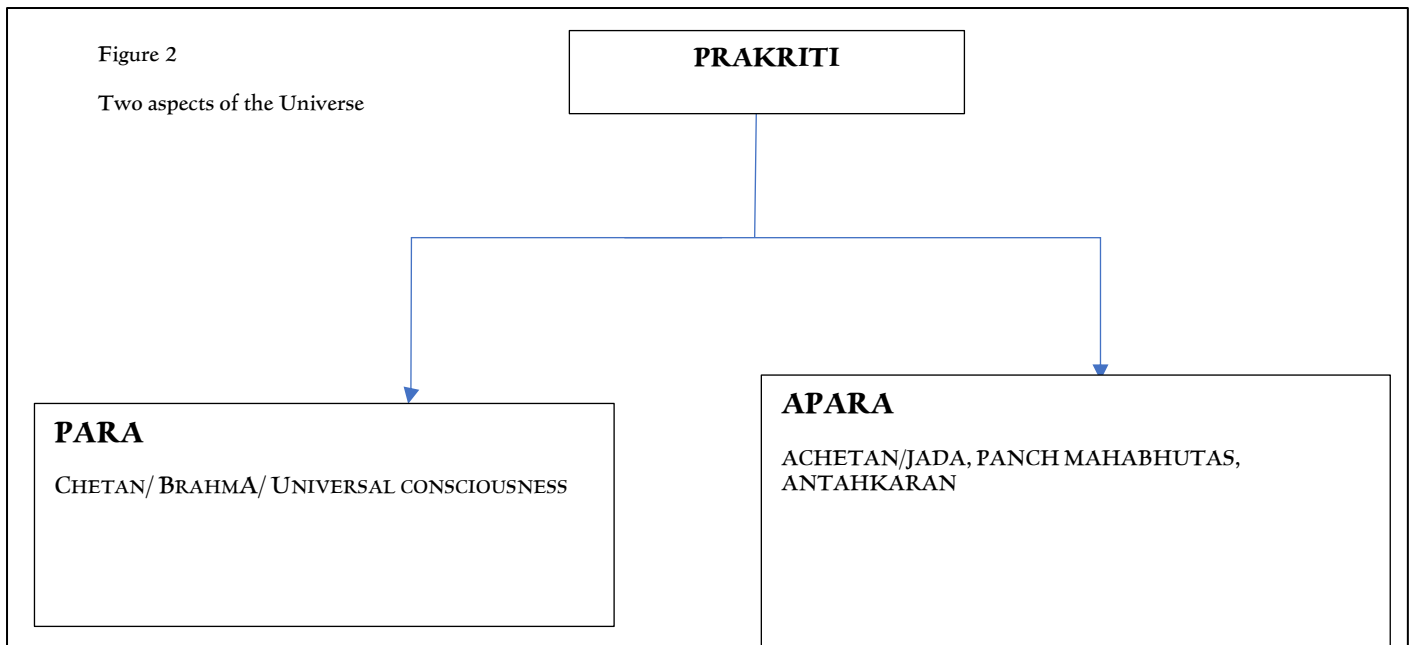 Figure 2
Two aspects of the Universe
PRAKRITI
PARA
CHETAN/ BRAHMA/ UNIVERSAL CONSCIOUSNESS
APARA
ACHETAN/JADA, PANCH MAHABHUTAS,
ANTAHKARAN